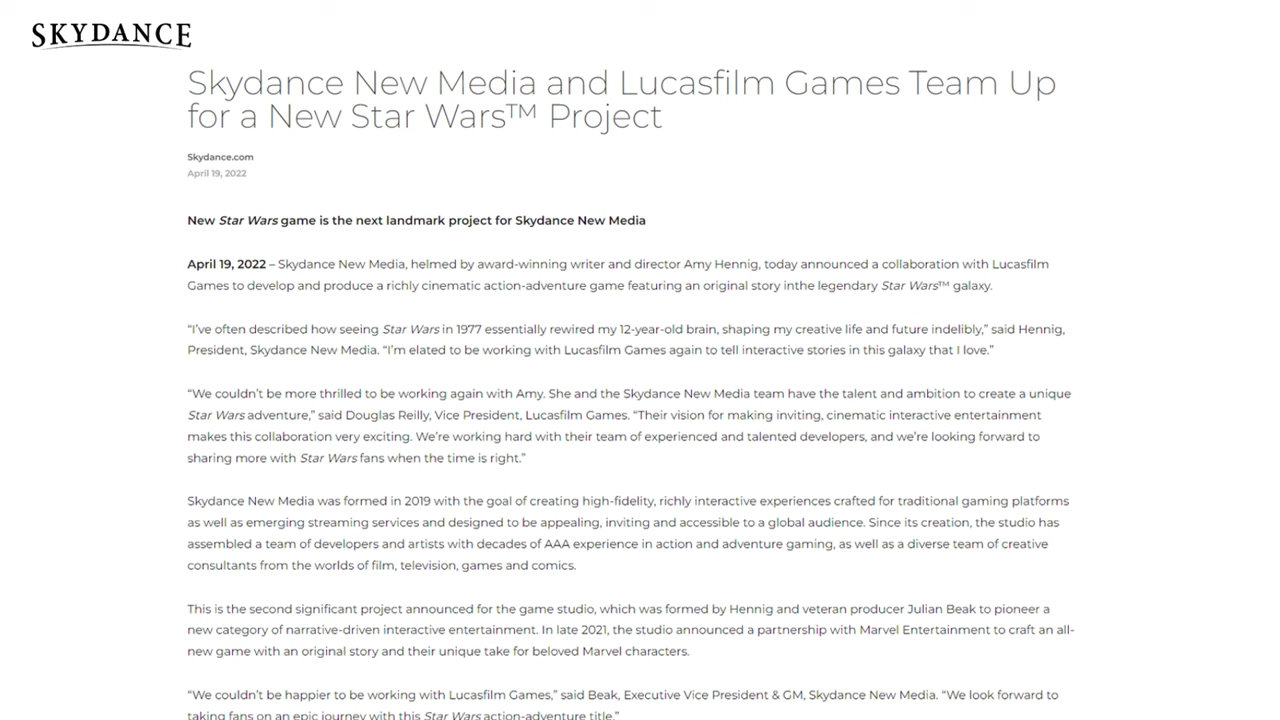 SKYDANCE
Skydance New Media and Lucasfilm Games Team Up
for a New Star Wars™ Project
Skydance.com
April 19, 2022
New Star Wars game is the next landmark project for Skydance New Media
April 19, 2022 – Skydance New Media, helmed by award-winning writer and director Amy Hennig, today announced a collaboration with Lucasfilm
Games to develop and produce a richly cinematic action-adventure game featuring an original story inthe legendary Star Wars™ galaxy.
“I’ve often described how seeing Star Wars in 1977 essentially rewired my 12-year-old brain, shaping my creative life and future indelibly,” said Hennig,
President, Skydance New Media. “I’m elated to be working with Lucasfilm Games again to tell interactive stories in this galaxy that I love.”
“We couldn’t be more thrilled to be working again with Amy. She and the Skydance New Media team have the talent and ambition to create a unique
Star Wars adventure,” said Douglas Reilly, Vice President, Lucasfilm Games. “Their vision for making inviting, cinematic interactive entertainment
makes this collaboration very exciting. We’re working hard with their team of experienced and talented developers, and we’re looking forward to
sharing more with Star Wars fans when the time is right.”
Skydance New Media was formed in 2019 with the goal of creating high-fidelity, richly interactive experiences crafted for traditional gaming platforms
as well as emerging streaming services and designed to be appealing, inviting and accessible to a global audience. Since its creation, the studio has
assembled a team of developers and artists with decades of AAA experience in action and adventure gaming, as well as a diverse team of creative
consultants from the worlds of film, television, games and comics.
This is the second significant project announced for the game studio, which was formed by Hennig and veteran producer Julian Beak to pioneer a
new category of narrative-driven interactive entertainment. In late 2021, the studio announced a partnership with Marvel Entertainment to craft an all-
new game with an original story and their unique take for beloved Marvel characters.
“We couldn’t be happier to be working with Lucasfilm Games,” said Beak, Executive Vice President & GM, Skydance New Media. “We look forward to
taking fans on an epic journey with this Star Wars action-adventure title.”